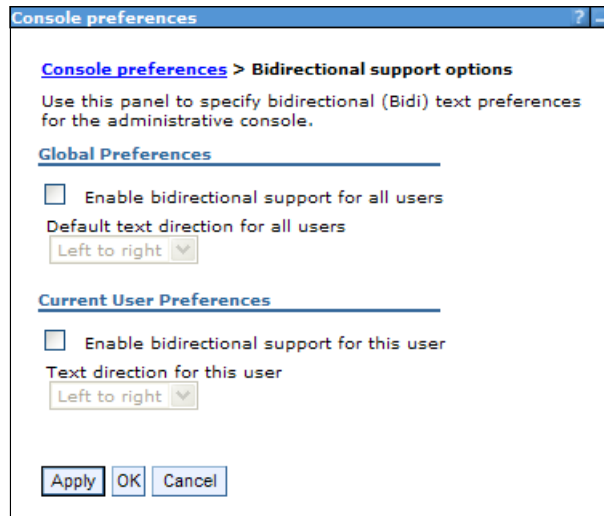 Console preferences ? –
Console preferences > Bidirectional support options
Use this panel to specify bidirectional (Bidi) text preferences
for the administrative console.
Global Preferences
Enable bidirectional support for all users
Default text direction for all users
Left to right
Current User Preferences
Enable bidirectional support for this user
Text direction for this user
Left to right
Apply OK Cancel